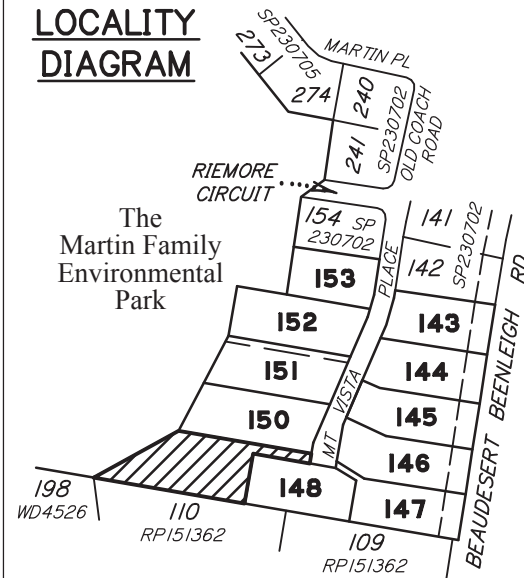 LOCALITY
DIAGRAM
SP230705
273
274
MARTIN PL
240
241
SP230702
OLD COACH
ROAD
RIEMORE
CIRCUIT
The
Martin Family
Environmental
Park
154 SP
230702
141
142
SP230702
153
PLACE
152
143
151
144
VISTA
150
145
MT
146
148
147
BEAUDESERT BEENLEIGH RD
198
WD4526
110
RP151362
109
RP151362